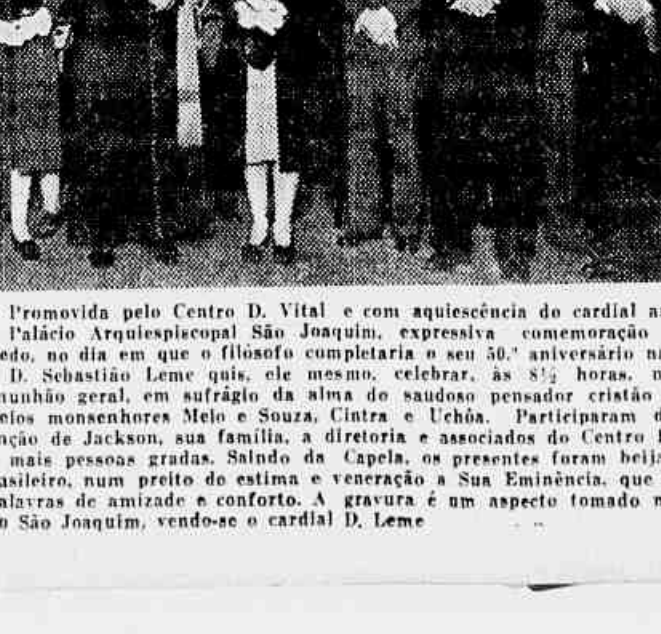 Promovida pelo Centro D. Vital e com aquiescência do cardial a
Palácio Arquiespiscopal São Joaquim, expressiva comemoração
edo, no dia em que o filósofo completaria o seu 50.º aniversário na
D. Sebastião Leme quis, ele mesmo, celebrar, às 8½ horas, m
munhão geral, em sufrágio da alma do saudoso pensador cristão
elos monsenhores Melo e Souza, Cintra e Uchôa. Participaram d
nção de Jackson, sua família, a diretoria e associados do Centro
mais pessoas gradas. Saindo da Capela, os presentes foram beija
asileiro, num preito de estima e veneração a Sua Eminência, que
alavras de amizade e conforto. A gravura é um aspecto tomado n
o São Joaquim, vendo-se o cardial D. Leme